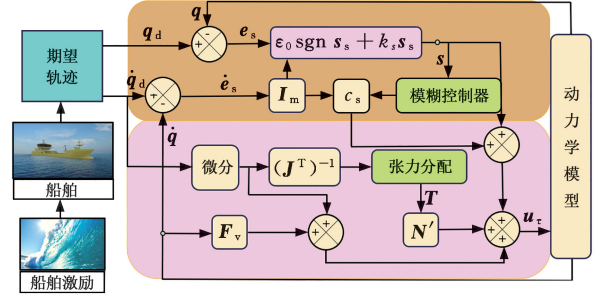 q
q_d
e_s
ε₀ sgn s_s + k_s s_s
期望
轨迹
q̇_d
ė_s
I_m
c_s
s
模糊控制器
q̇
动力学模型
微分
(J^T)^{-1}
张力分配
船舶
T
F_v
N′
u_τ
船舶激励
+
-
+
-
+
+
+
+
+
+
+